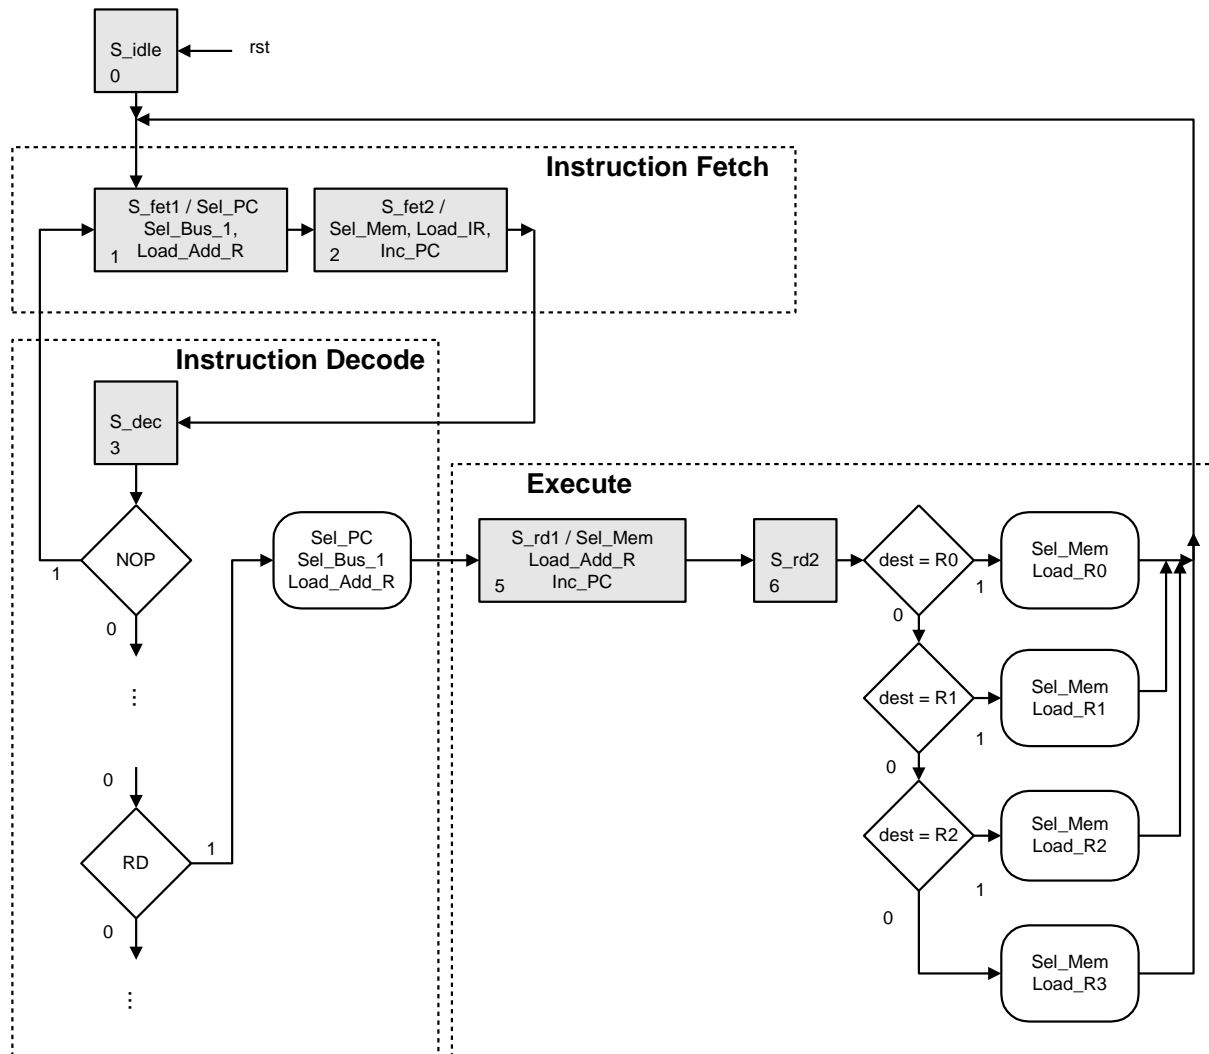 S_idle
0
rst
Instruction Fetch
S_fet1 / Sel_PC
Sel_Bus_1,
Load_Add_R
1
S_fet2 /
Sel_Mem, Load_IR,
Inc_PC
2
Instruction Decode
S_dec
3
NOP
1
0
...
0
RD
1
0
...
Sel_PC
Sel_Bus_1
Load_Add_R
Execute
S_rd1 / Sel_Mem
Load_Add_R
Inc_PC
5
S_rd2
6
dest = R0
1
0
Sel_Mem
Load_R0
dest = R1
1
0
Sel_Mem
Load_R1
dest = R2
1
0
Sel_Mem
Load_R2
Sel_Mem
Load_R3